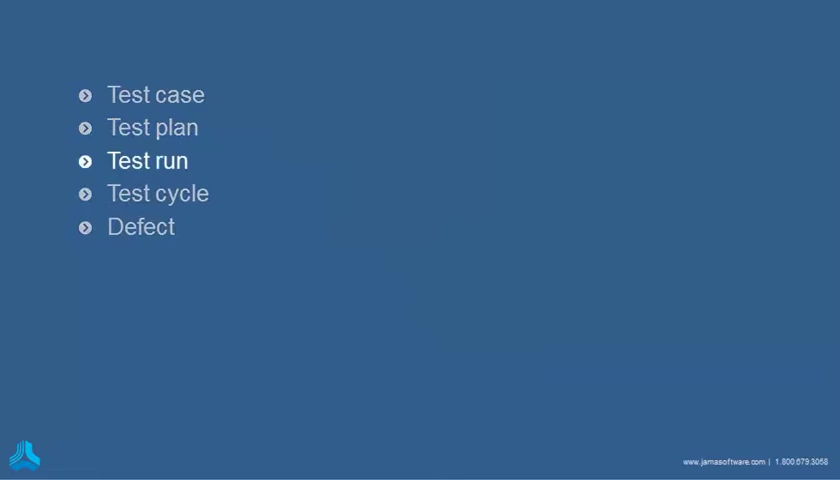 Test case
Test plan
Test run
Test cycle
Defect
www.jamasoftware.com | 1.800.679.3058